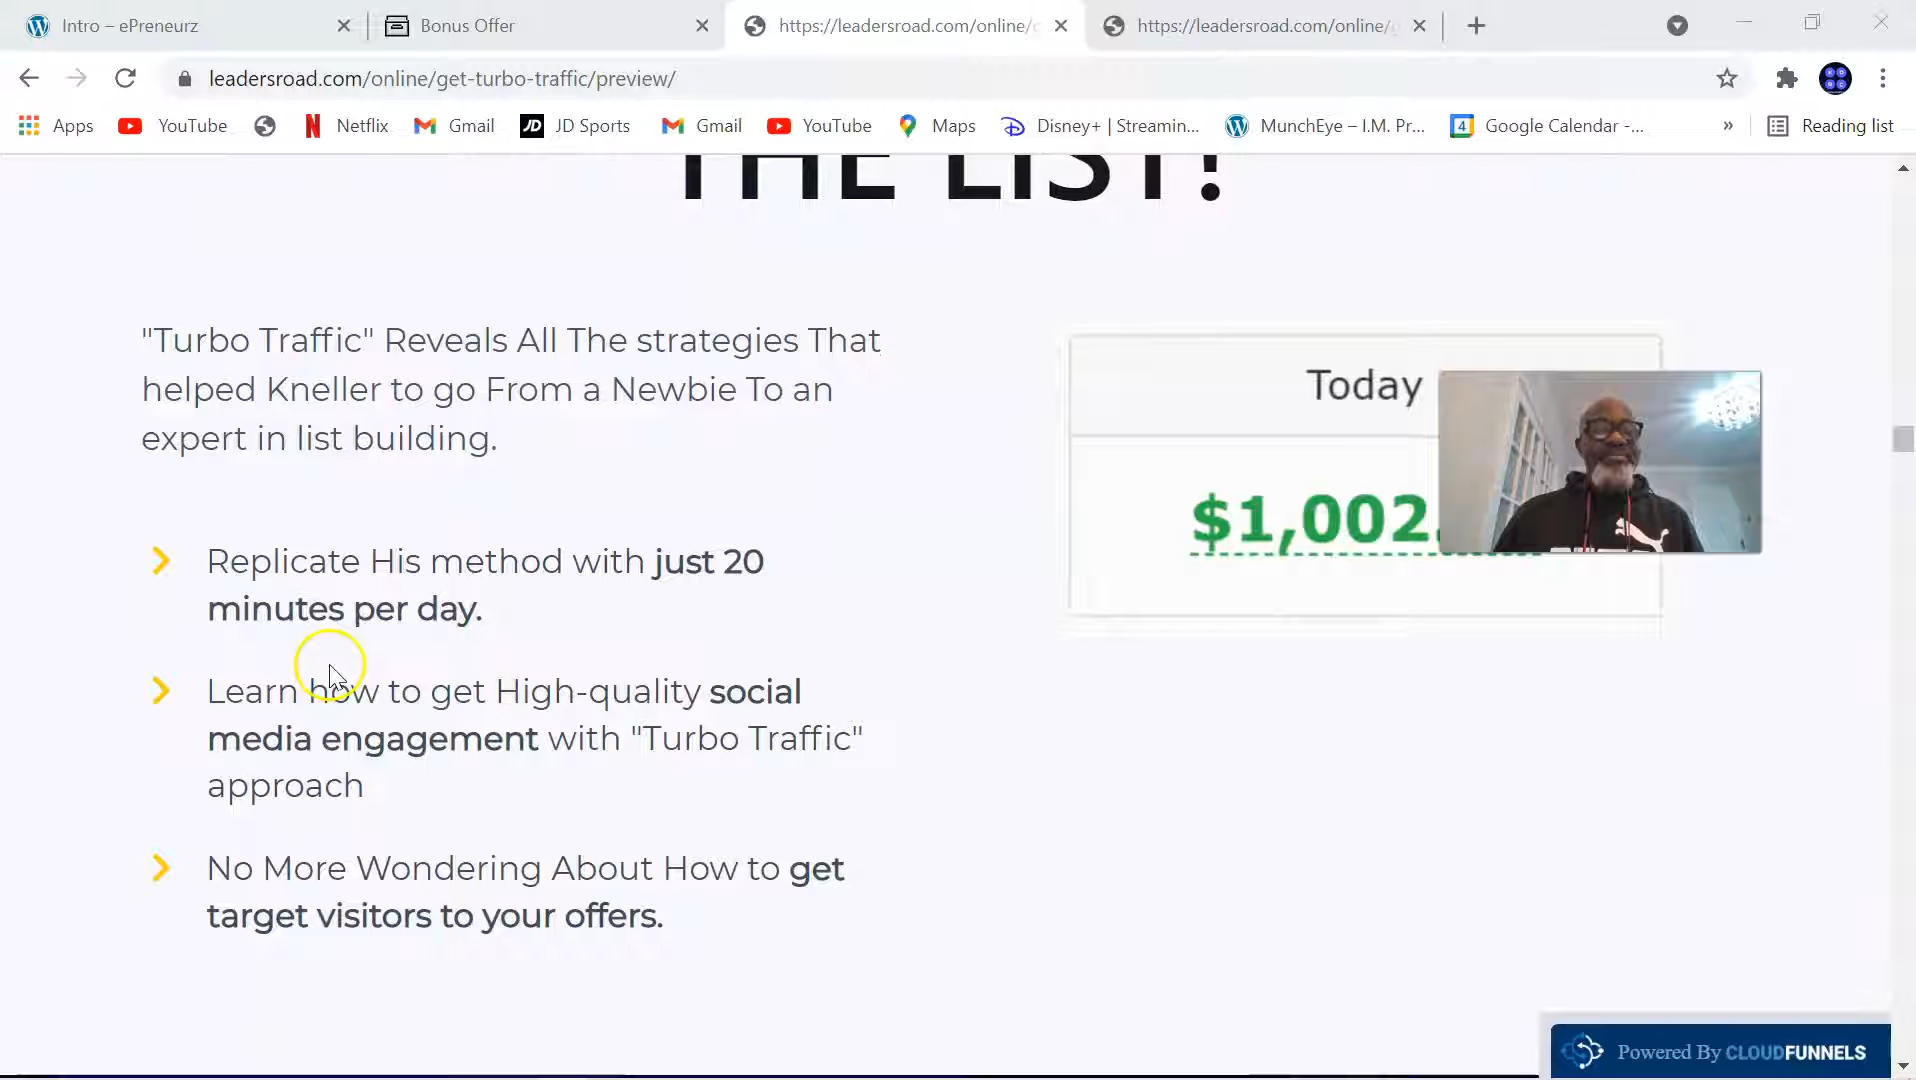 Intro – ePreneurz
Bonus Offer
https://leadersroad.com/online/
https://leadersroad.com/online/
leadersroad.com/online/get-turbo-traffic/preview/
Apps YouTube Netflix Gmail JD JD Sports Gmail YouTube Maps Disney+ | Streamin... MunchEye – I.M. Pr... 4 Google Calendar -... » Reading list
THE LIST!
"Turbo Traffic" Reveals All The strategies That
helped Kneller to go From a Newbie To an
expert in list building.
Replicate His method with just 20
minutes per day.
Learn how to get High-quality social
media engagement with "Turbo Traffic"
approach
No More Wondering About How to get
target visitors to your offers.
Today
$1,002.
Powered By CLOUDFUNNELS